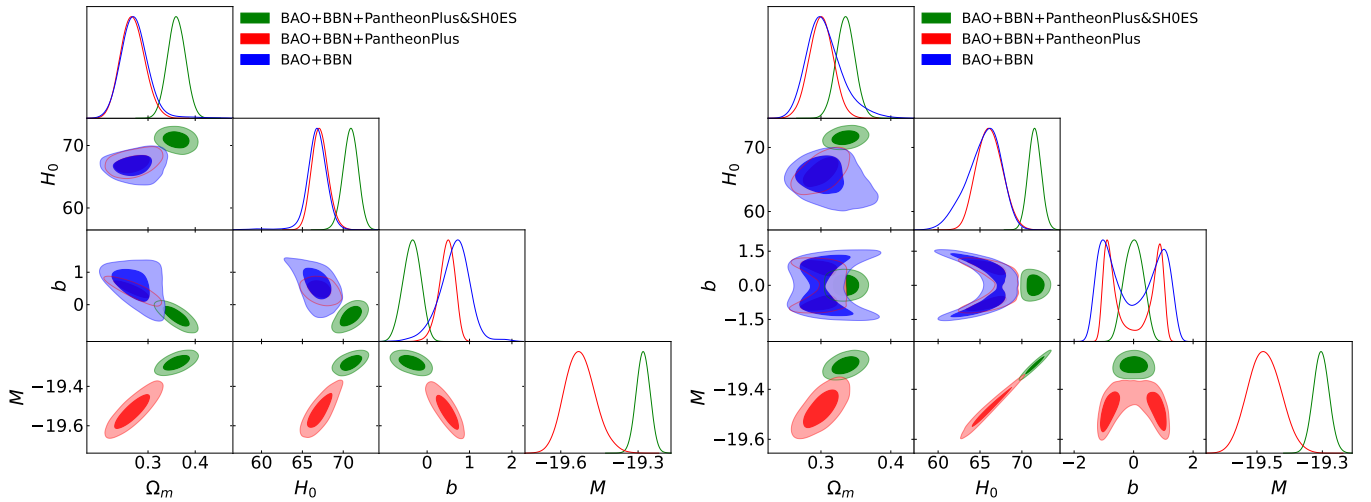 BAO+BBN+PantheonPlus&SH0ES
BAO+BBN+PantheonPlus
BAO+BBN
70
60
H₀
1
0
b
−19.4
−19.6
M
0.3 0.4
60 65 70
0 1 2
−19.6 −19.3
Ωₘ H₀ b M
BAO+BBN+PantheonPlus&SH0ES
BAO+BBN+PantheonPlus
BAO+BBN
70
60
H₀
1.5
0.0
−1.5
b
−19.4
−19.6
M
0.3 0.4
60 65 70
−2 0 2
−19.5 −19.3
Ωₘ H₀ b M